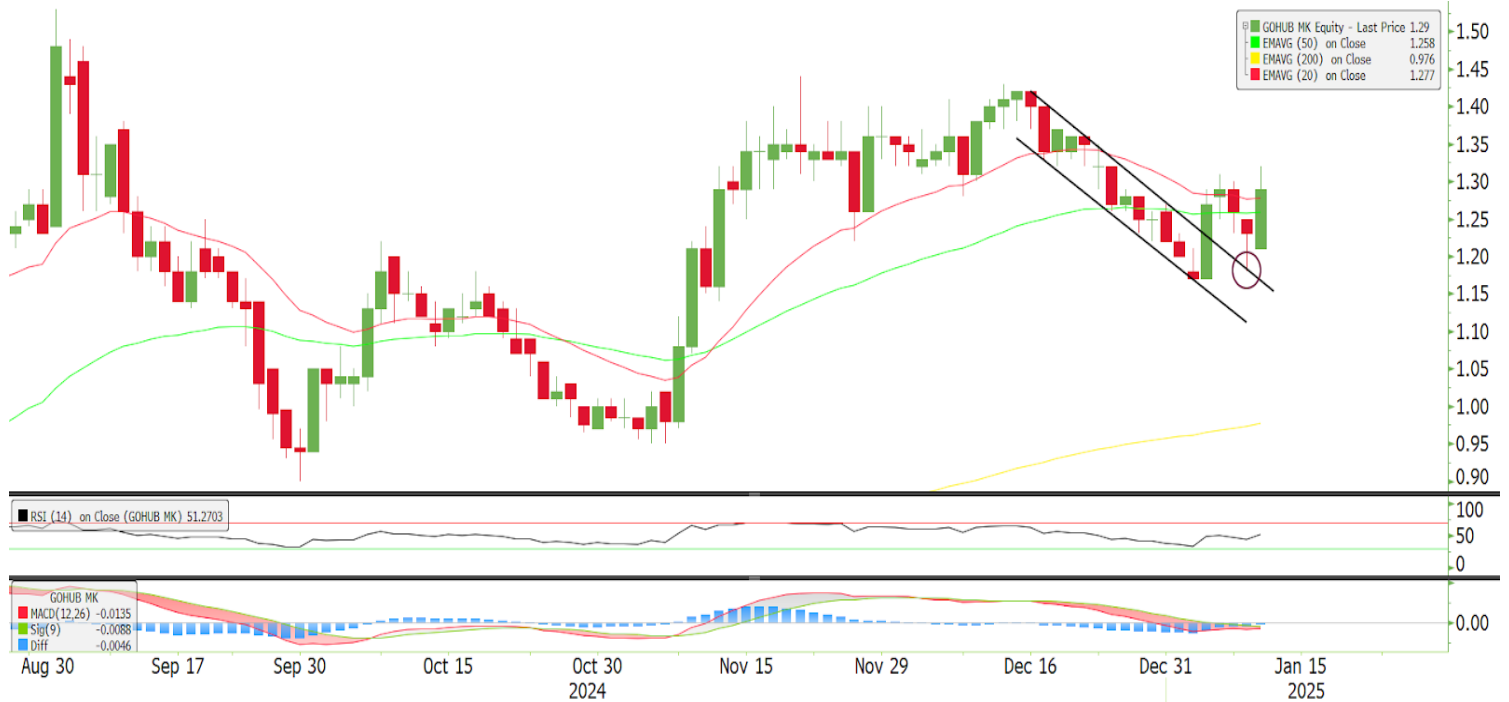 GOHUB MK Equity - Last Price 1.29
EMAVG (50) on Close 1.258
EMAVG (200) on Close 0.976
EMAVG (20) on Close 1.277
1.50
1.45
1.40
1.35
1.30
1.25
1.20
1.15
1.10
1.05
1.00
0.95
0.90
RSI (14) on Close (GOHUB MK) 51.2703
100
50
0
GOHUB MK
MACD(12,26) -0.0135
Sig(9) -0.0088
Diff -0.0046
0.00
Aug 30 Sep 17 Sep 30 Oct 15 Oct 30 Nov 15 Nov 29 Dec 16 Dec 31 Jan 15
2024 2025